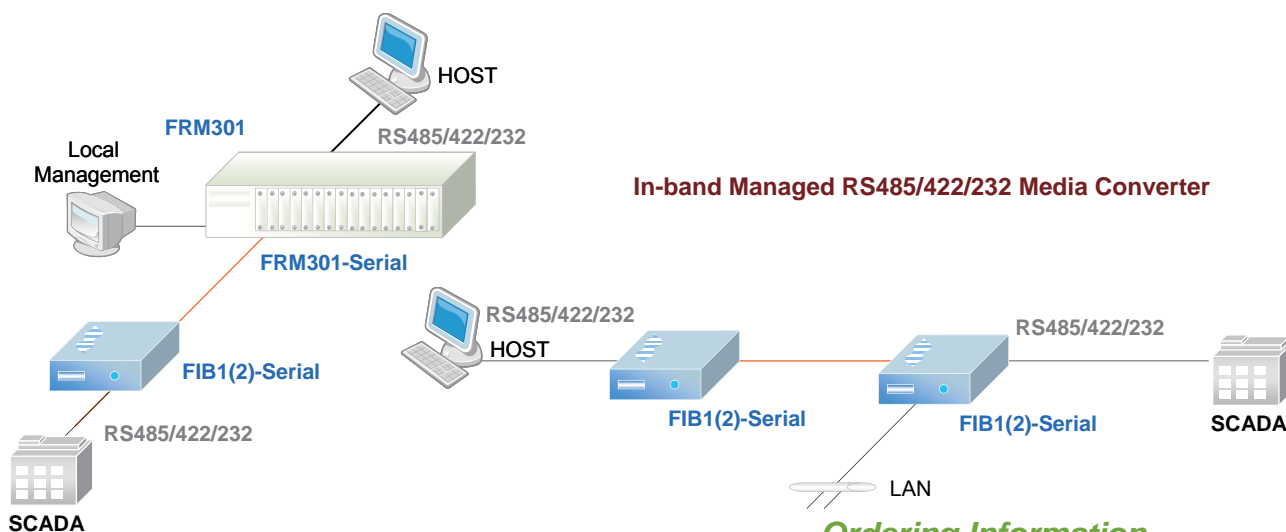 HOST
FRM301
RS485/422/232
Local
Management
In-band Managed RS485/422/232 Media Converter
FRM301-Serial
FIB1(2)-Serial
RS485/422/232
SCADA
RS485/422/232
HOST
FIB1(2)-Serial
RS485/422/232
FIB1(2)-Serial
SCADA
LAN
Ordering Information